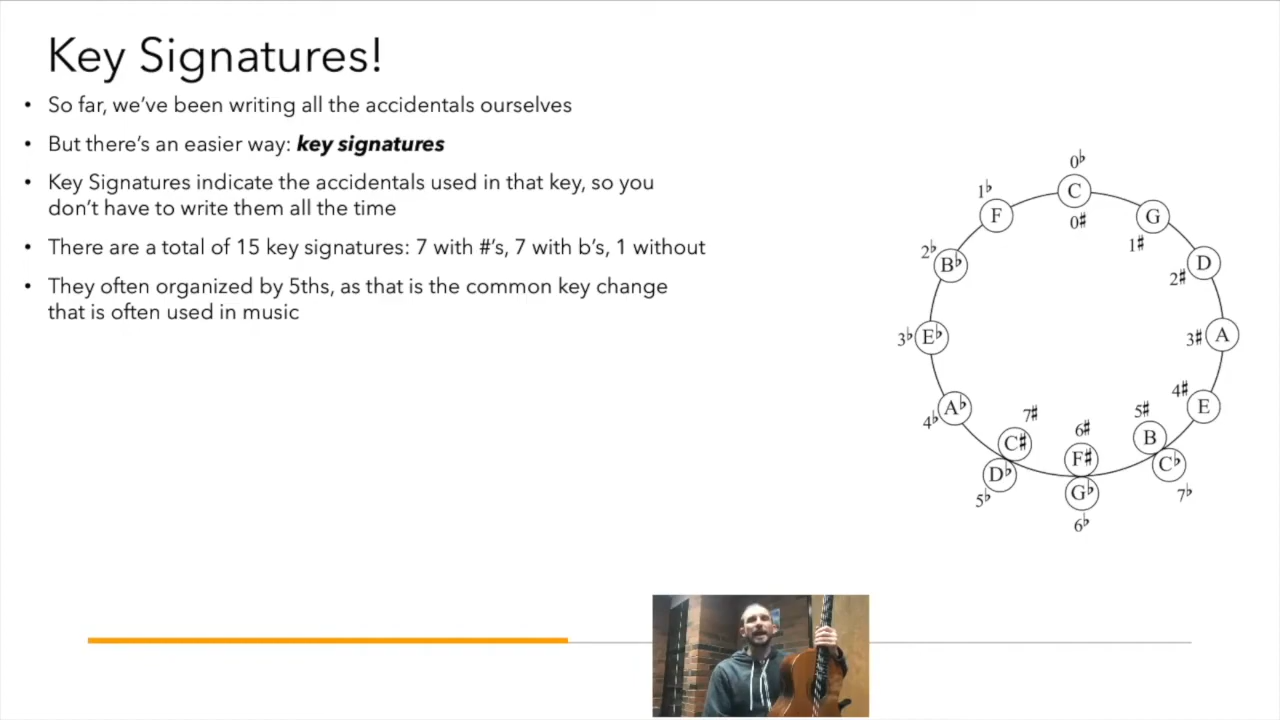 Key Signatures!
• So far, we've been writing all the accidentals ourselves
• But there's an easier way: key signatures
• Key Signatures indicate the accidentals used in that key, so you
don't have to write them all the time
• There are a total of 15 key signatures: 7 with #'s, 7 with b's, 1 without
• They often organized by 5ths, as that is the common key change
that is often used in music
0♭
C
0♯
1♭
F
G
1♯
2♭
B♭
D
2♯
3♭
E♭
3♯
A
4♭
A♭
4♯
E
7♯
C♯
D♭
5♭
6♯
F♯
G♭
6♭
5♯
B
C♭
7♭